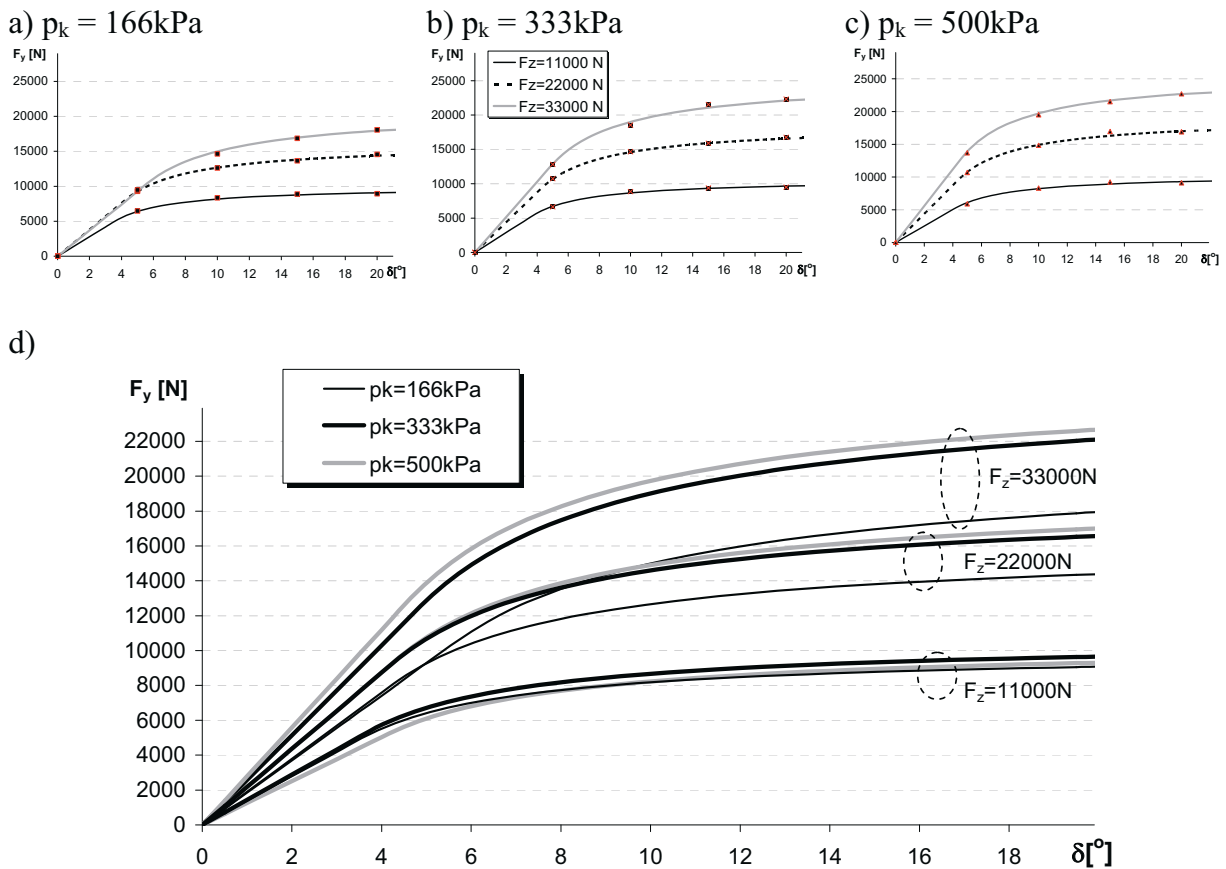 a) pk = 166kPa
Fy [N]
25000
20000
15000
10000
5000
0
0 2 4 6 8 10 12 14 16 18 20 δ[°]
b) pk = 333kPa
Fy [N]
Fz=11000 N
Fz=22000 N
Fz=33000 N
25000
20000
15000
10000
5000
0
0 2 4 6 8 10 12 14 16 18 20 δ[°]
c) pk = 500kPa
Fy [N]
25000
20000
15000
10000
5000
0
0 2 4 6 8 10 12 14 16 18 20 δ[°]
d)
Fy [N]
pk=166kPa
pk=333kPa
pk=500kPa
22000
20000
18000
16000
14000
12000
10000
8000
6000
4000
2000
0
Fz=33000N
Fz=22000N
Fz=11000N
0 2 4 6 8 10 12 14 16 18 δ[°]